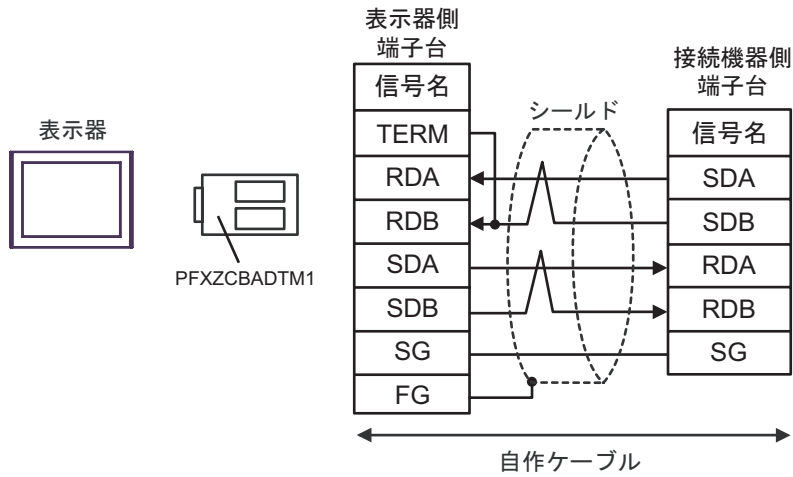 表示器側
端子台
接続機器側
端子台
信号名
シールド
表示器
TERM
信号名
RDA
SDA
RDB
SDB
SDA
RDA
PFXZCBADTM1
SDB
RDB
SG
SG
FG
自作ケーブル